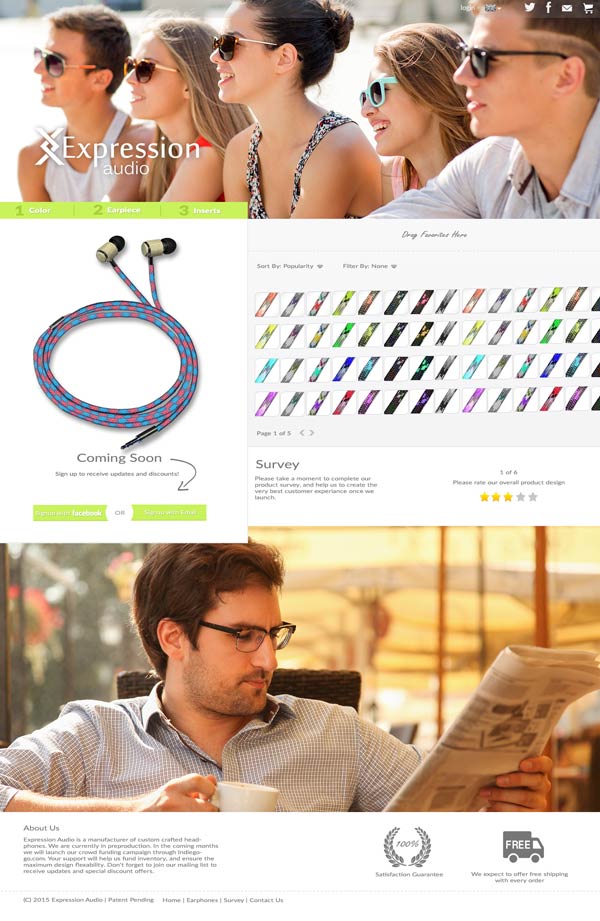 login
Expression
audio
1 Color 2 Earpiece 3 Inserts
Drag Favorites Here
Sort By: Popularity Filter By: None
Page 1 of 5
Coming Soon
Sign up to receive updates and discounts!
Sign up with facebook OR Sign up with Email
Survey
Please take a moment to complete our
product survey, and help us to create the
very best customer experiance once we
launch.
1 of 6
Please rate our overall product design
About Us
Expression Audio is a manufacturer of custom crafted head-
phones. We are currently in preproduction. In the coming months
we will launch our crowd funding campaign through Indiego-
go.com. Your support will help us fund inventory, and ensure the
maximum design flexability. Don't forget to join our mailing list to
receive updates and special discount offers.
100%
Satisfaction Guarantee
FREE
We expect to offer free shipping
with every order
(C) 2015 Expression Audio | Patent Pending Home | Earphones | Survey | Contact Us